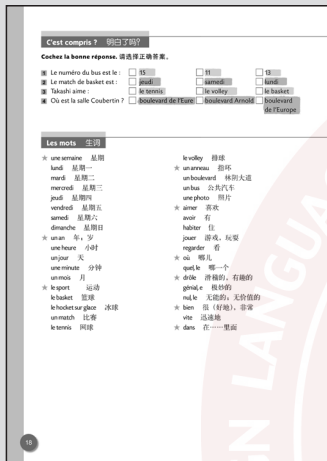 C'est compris ? 明白了吗?
Cochez la bonne réponse. 请选择正确答案。
1 Le numéro du bus est le : 15 11 13
2 Le match de basket est : jeudi samedi lundi
3 Takashi aime : le tennis le volley le basket
4 Où est la salle Coubertin ? boulevard de l'Eure boulevard Arnold boulevard de l'Europe
Les mots 生词
★ une semaine 星期
lundi 星期一
mardi 星期二
mercredi 星期三
jeudi 星期四
vendredi 星期五
samedi 星期六
dimanche 星期日
★ un an 年;岁
une heure 小时
un jour 天
une minute 分钟
un mois 月
★ le sport 运动
le basket 篮球
le hocket sur glace 冰球
un match 比赛
le tennis 网球
le volley 排球
★ un anneau 指环
un boulevard 林阴大道
un bus 公共汽车
une photo 照片
★ aimer 喜欢
avoir 有
habiter 住
jouer 游戏、玩耍
regarder 看
★ où 哪儿
quel, le 哪一个
★ drôle 滑稽的、有趣的
génial, e 极妙的
nul, le 无能的;无价值的
★ bien 很(好地)、非常
vite 迅速地
★ dans 在……里面
18
LANGUAG